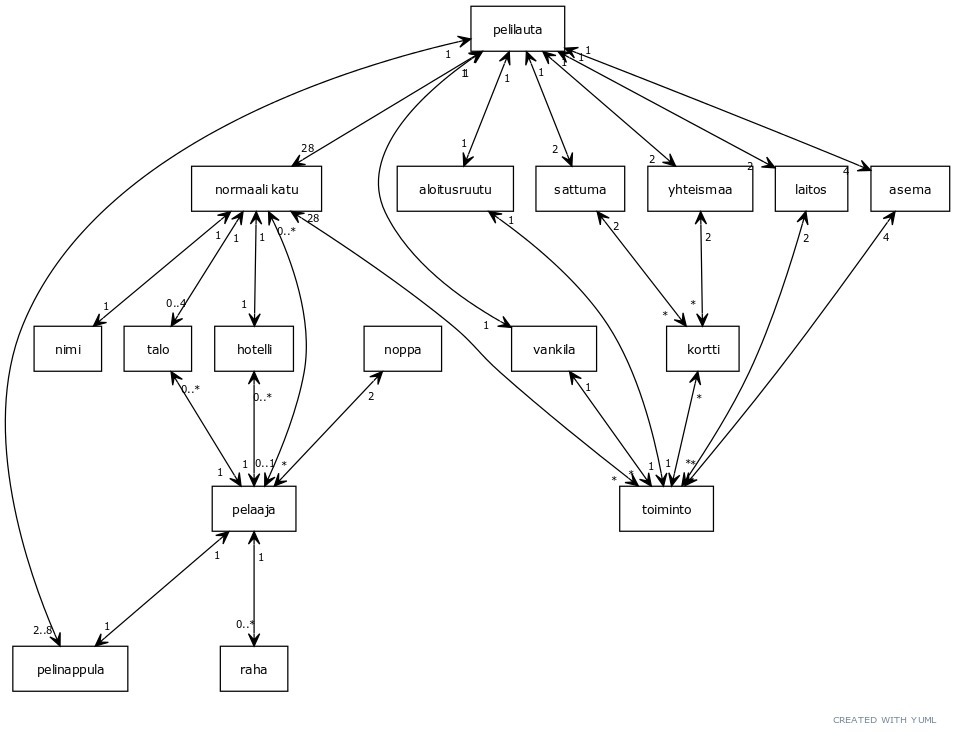 pelilauta
1
1
1
1
1
1
1
1
1
28
1
2
2
2
4
normaali katu
aloitusruutu
sattuma
yhteismaa
laitos
asema
1
1
1
0..*
28
1
2
2
2
4
1
0..4
1
1
*
*
nimi
talo
hotelli
noppa
vankila
kortti
0..*
0..*
2
1
*
1
1
0..1
*
*
*
1
1
*
*
pelaaja
toiminto
1
1
2..8
1
0..*
pelinappula
raha
CREATED WITH YUML